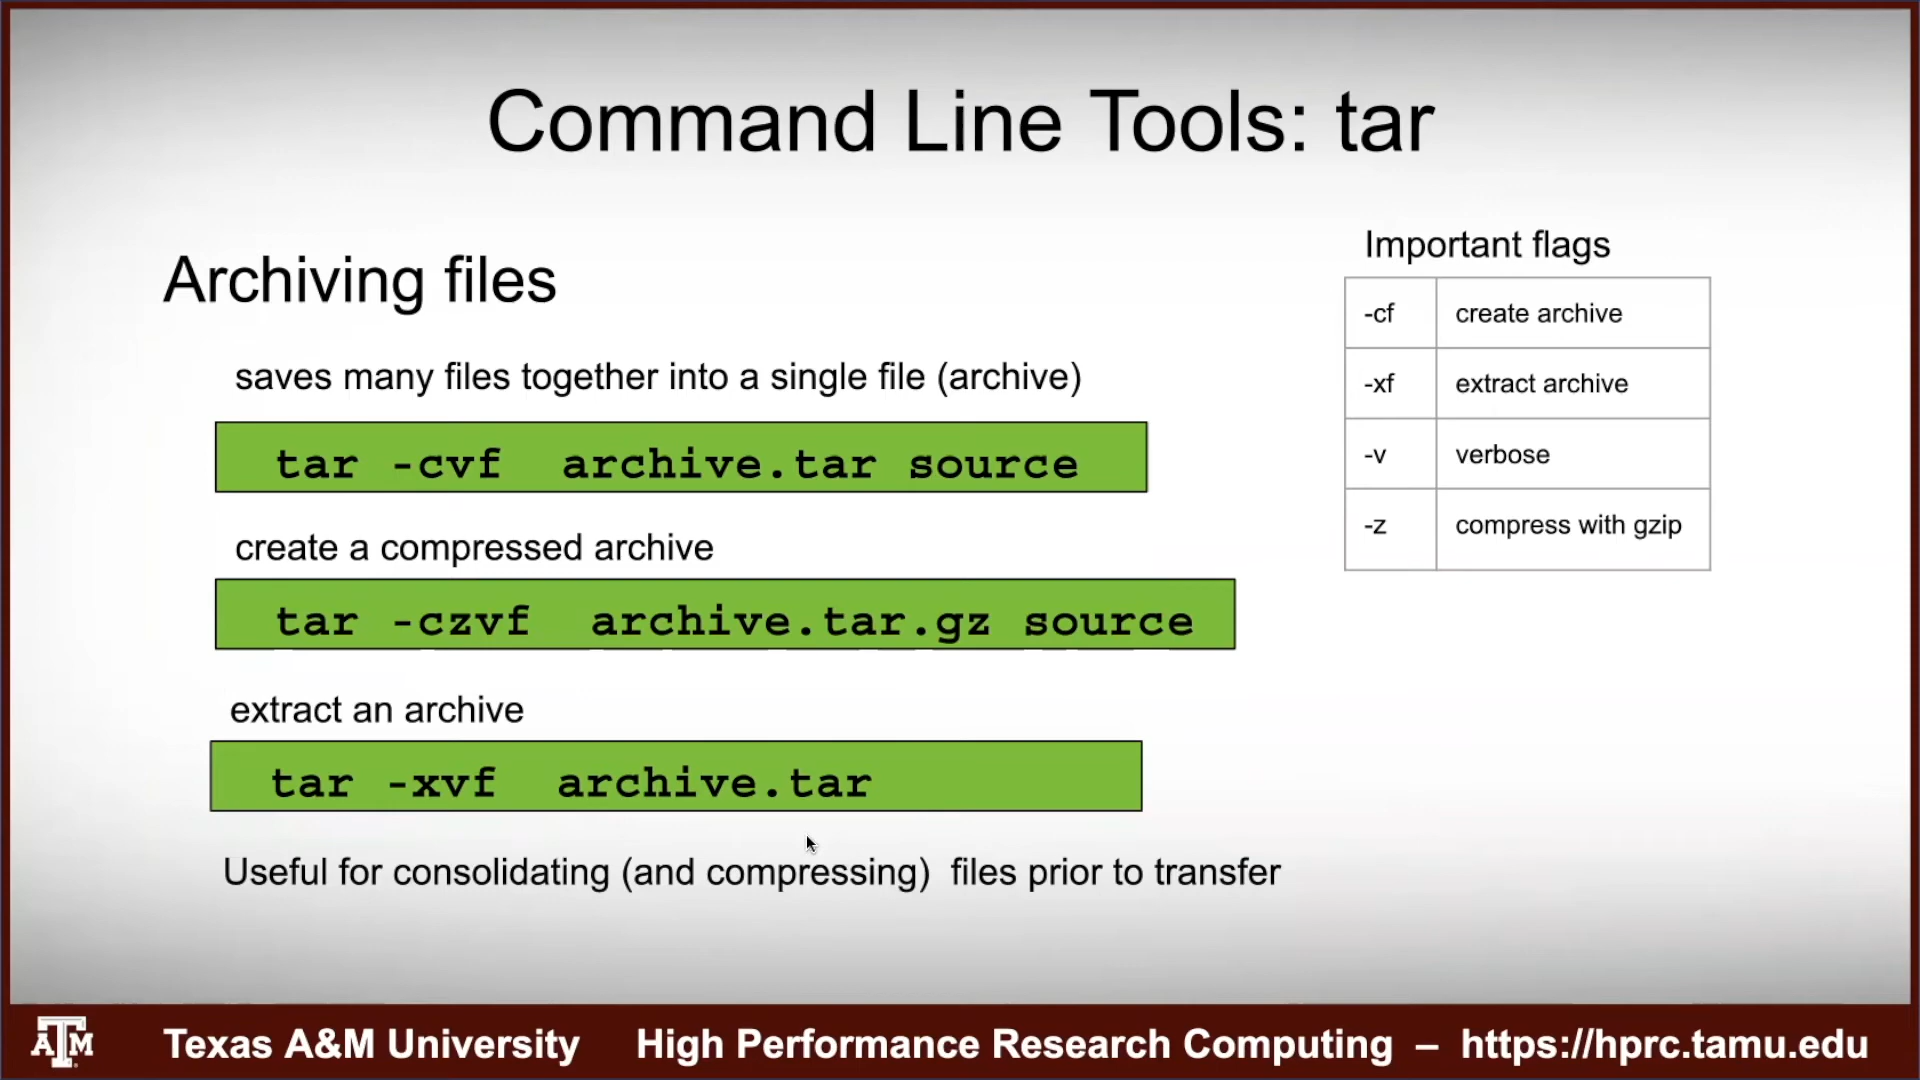 Command Line Tools: tar
Archiving files
saves many files together into a single file (archive)
tar -cvf  archive.tar source
create a compressed archive
tar -czvf  archive.tar.gz source
extract an archive
tar -xvf  archive.tar
Useful for consolidating (and compressing)  files prior to transfer
Important flags
-cf create archive
-xf extract archive
-v verbose
-z compress with gzip
ATM
Texas A&M University High Performance Research Computing – https://hprc.tamu.edu